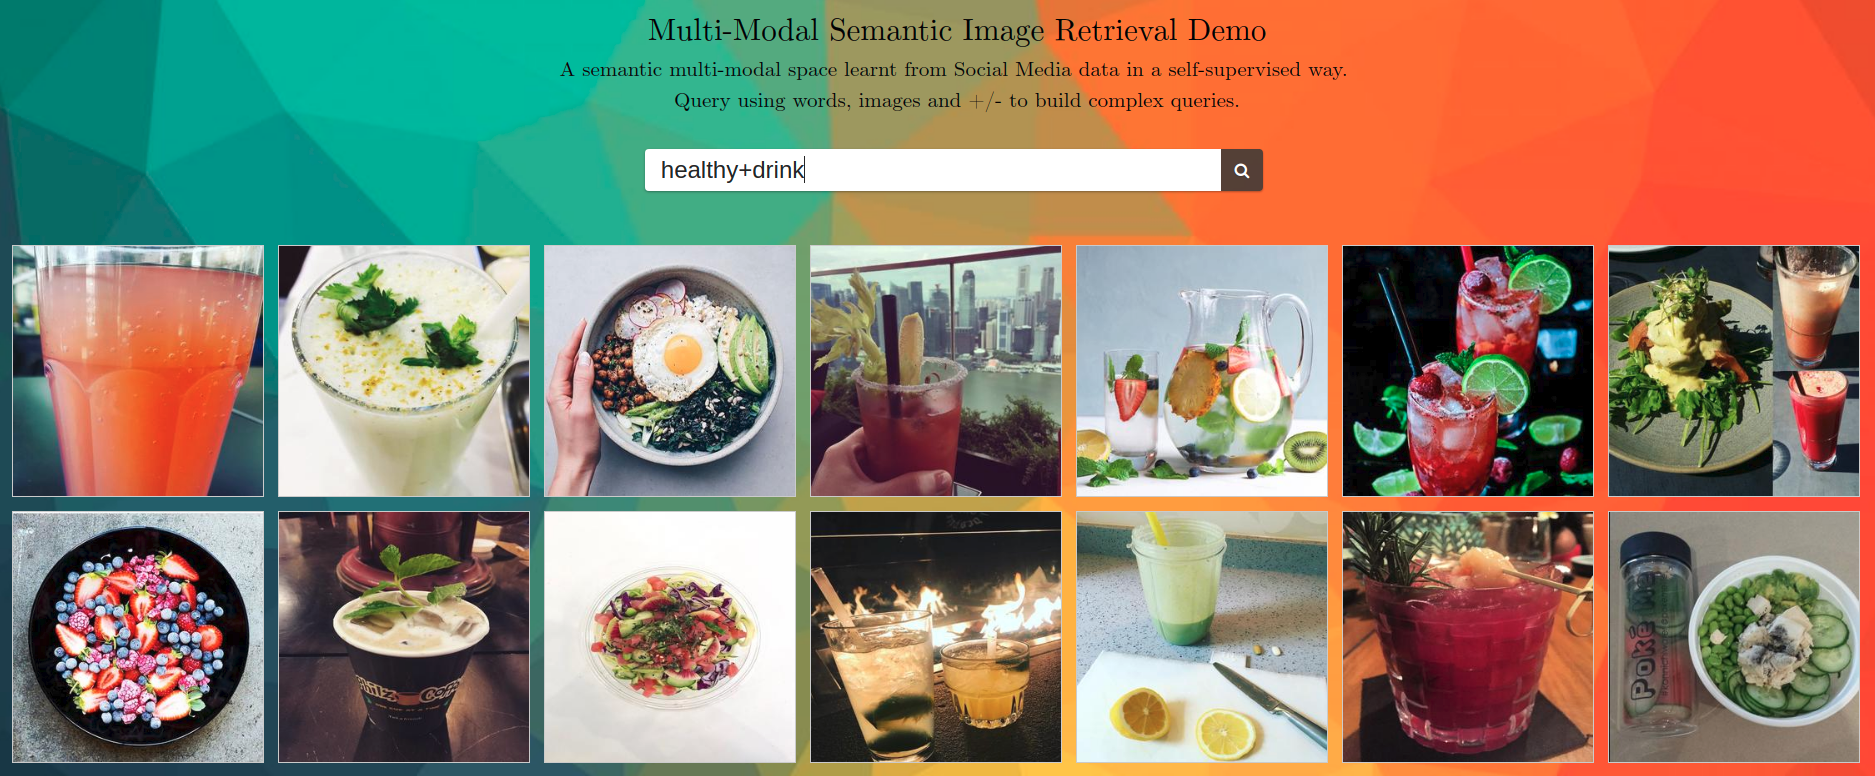 Multi-Modal Semantic Image Retrieval Demo
A semantic multi-modal space learnt from Social Media data in a self-supervised way.
Query using words, images and +/- to build complex queries.
healthy+drink
Poké